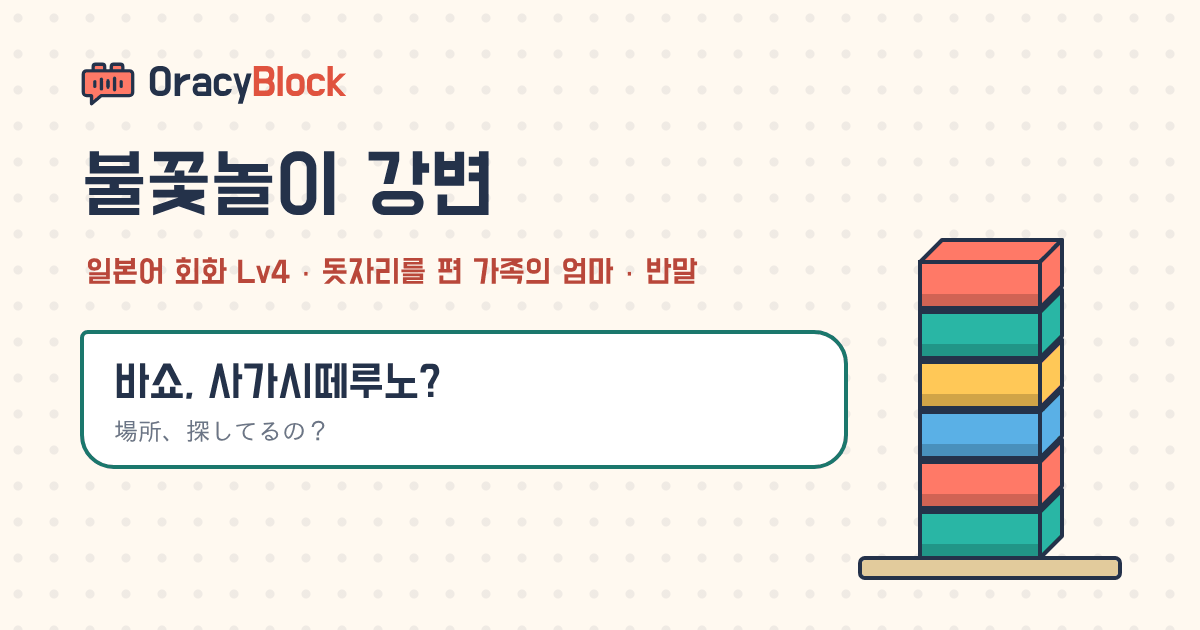 OracyBlock
불꽃놀이 강변
일본어 회화 Lv4 · 돗자리를 편 가족의 엄마 · 반말
바쇼, 사가시떼루노?
場所、探してるの？